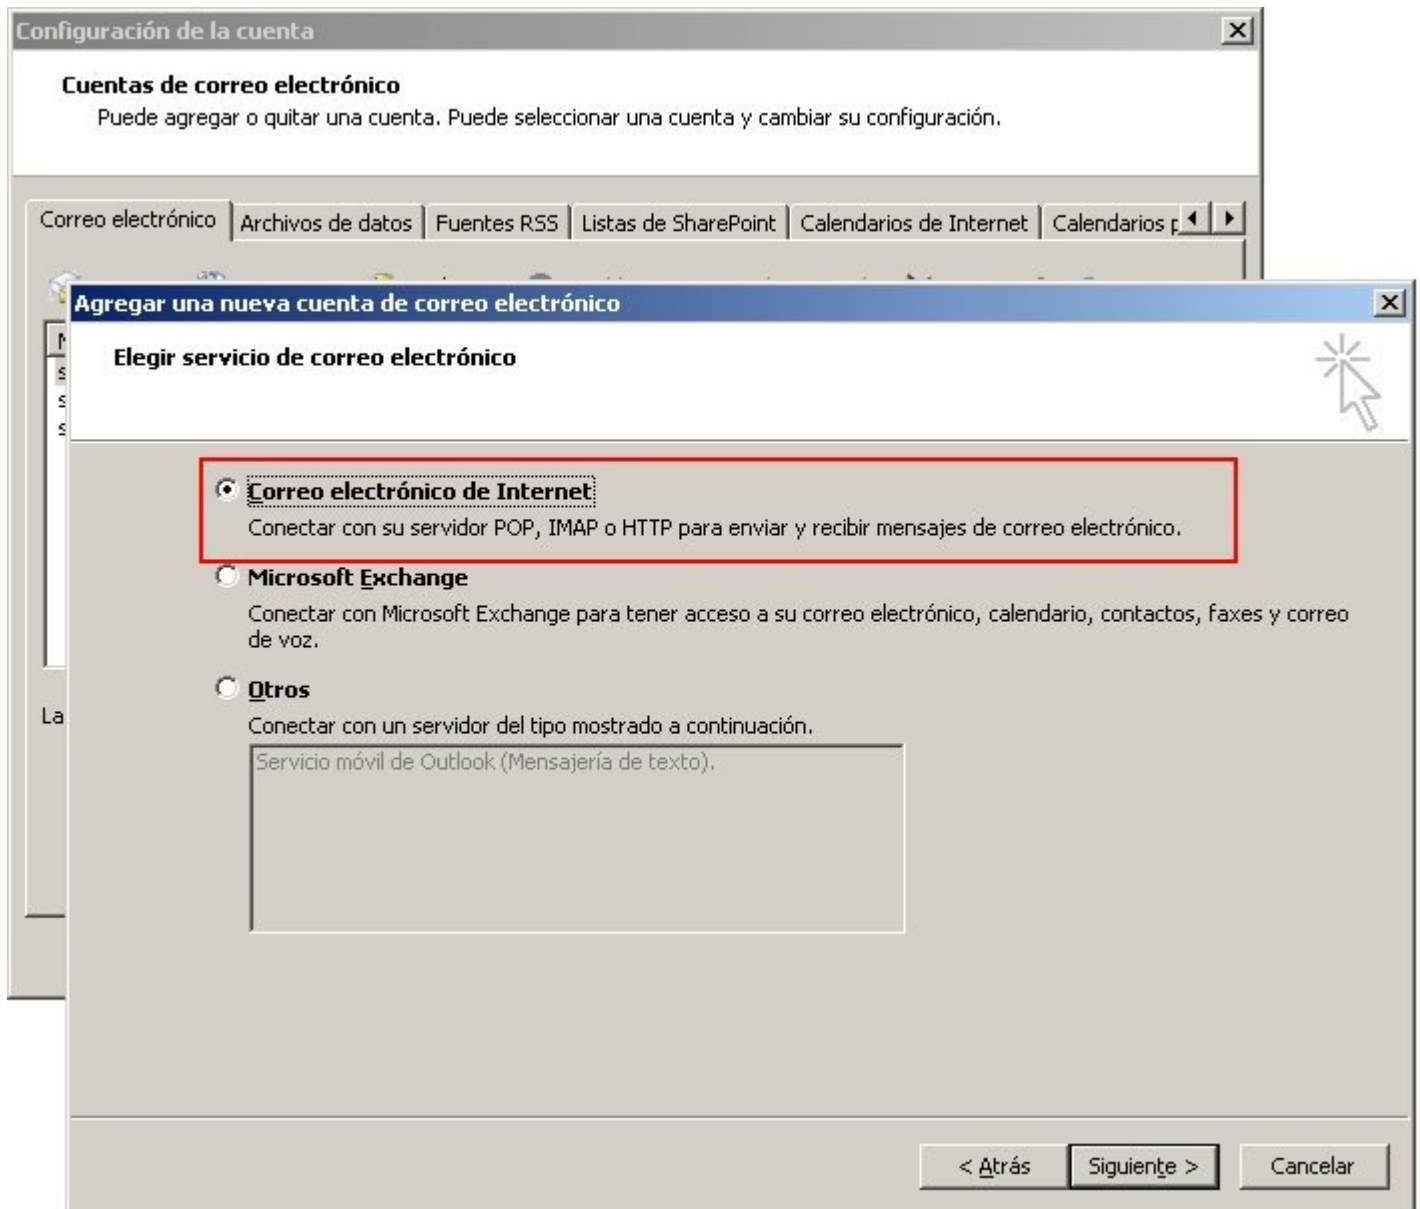 Configuración de la cuenta
Cuentas de correo electrónico
Puede agregar o quitar una cuenta. Puede seleccionar una cuenta y cambiar su configuración.
Correo electrónico Archivos de datos Fuentes RSS Listas de SharePoint Calendarios de Internet Calendarios
Agregar una nueva cuenta de correo electrónico
Elegir servicio de correo electrónico
Correo electrónico de Internet
Conectar con su servidor POP, IMAP o HTTP para enviar y recibir mensajes de correo electrónico.
Microsoft Exchange
Conectar con Microsoft Exchange para tener acceso a su correo electrónico, calendario, contactos, faxes y correo
de voz.
Otros
La
Conectar con un servidor del tipo mostrado a continuación.
Servicio móvil de Outlook (Mensajería de texto).
< Atrás Siguiente > Cancelar